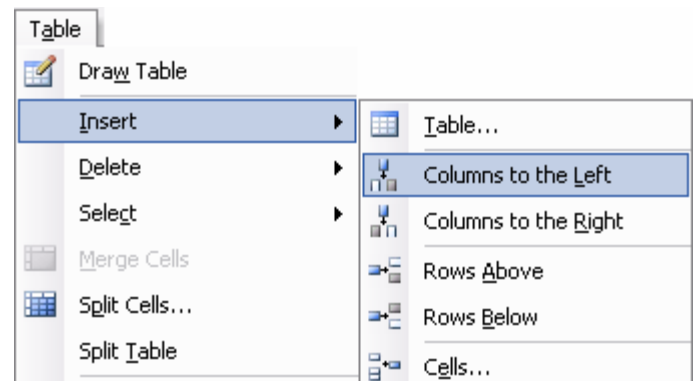 Table
Draw Table
Insert
Delete
Select
Merge Cells
Split Cells...
Split Table
Table...
Columns to the Left
Columns to the Right
Rows Above
Rows Below
Cells...